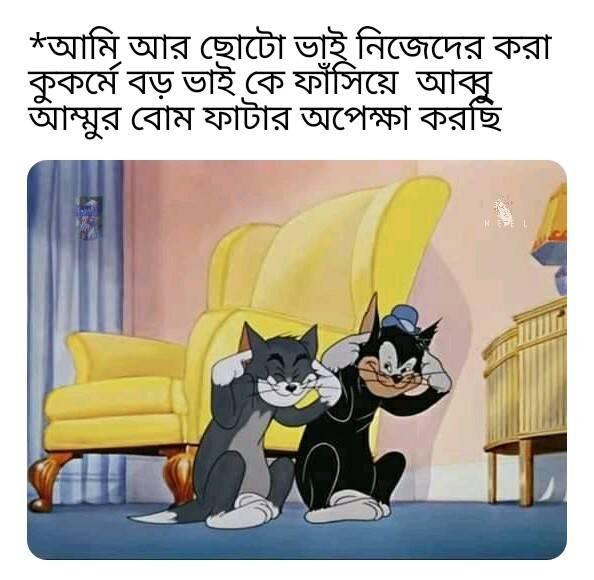 *আমি আর ছোটো ভাই নিজেদের করা
কুকর্মে বড় ভাই কে ফাঁসিয়ে আব্বু
আম্মুর বোম ফাটার অপেক্ষা করছি